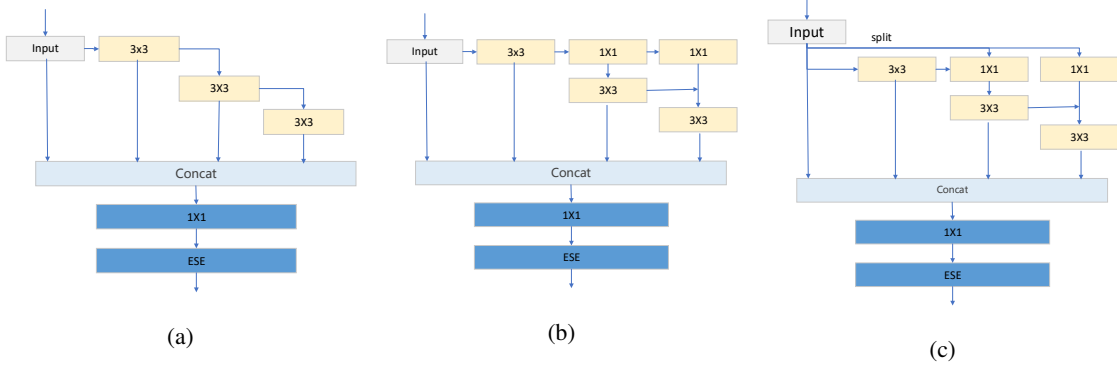 Input
3x3
3X3
3X3
Concat
1X1
ESE
(a)
Input
3x3
1X1
1X1
3X3
3X3
Concat
1X1
ESE
(b)
Input
split
3x3
1X1
1X1
3X3
3X3
Concat
1X1
ESE
(c)